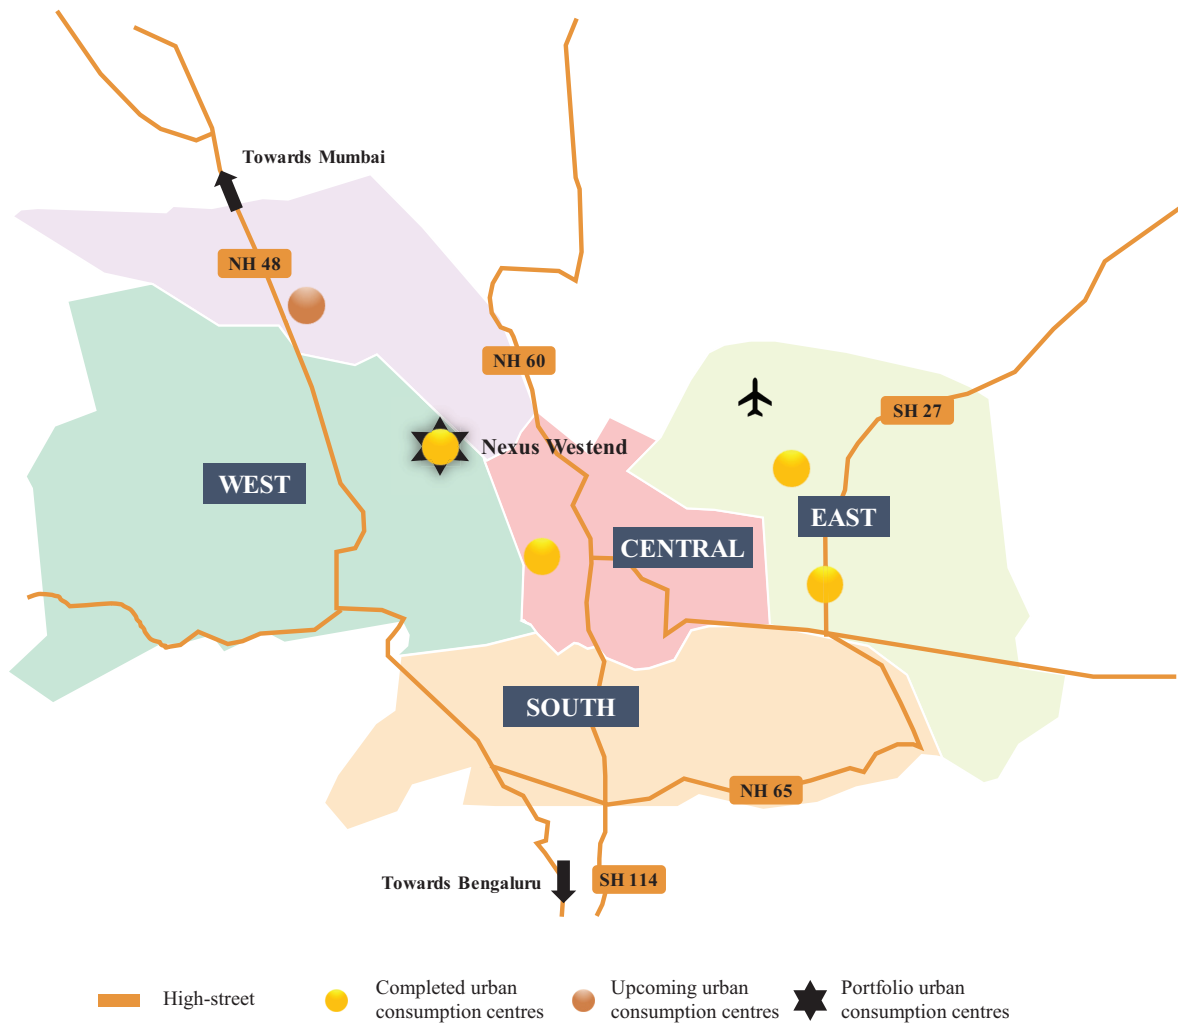 Towards Mumbai
NH 48
NH 60
SH 27
Nexus Westend
WEST
EAST
CENTRAL
SOUTH
NH 65
Towards Bengaluru
SH 114
High-street
Completed urban
consumption centres
Upcoming urban
consumption centres
Portfolio urban
consumption centres